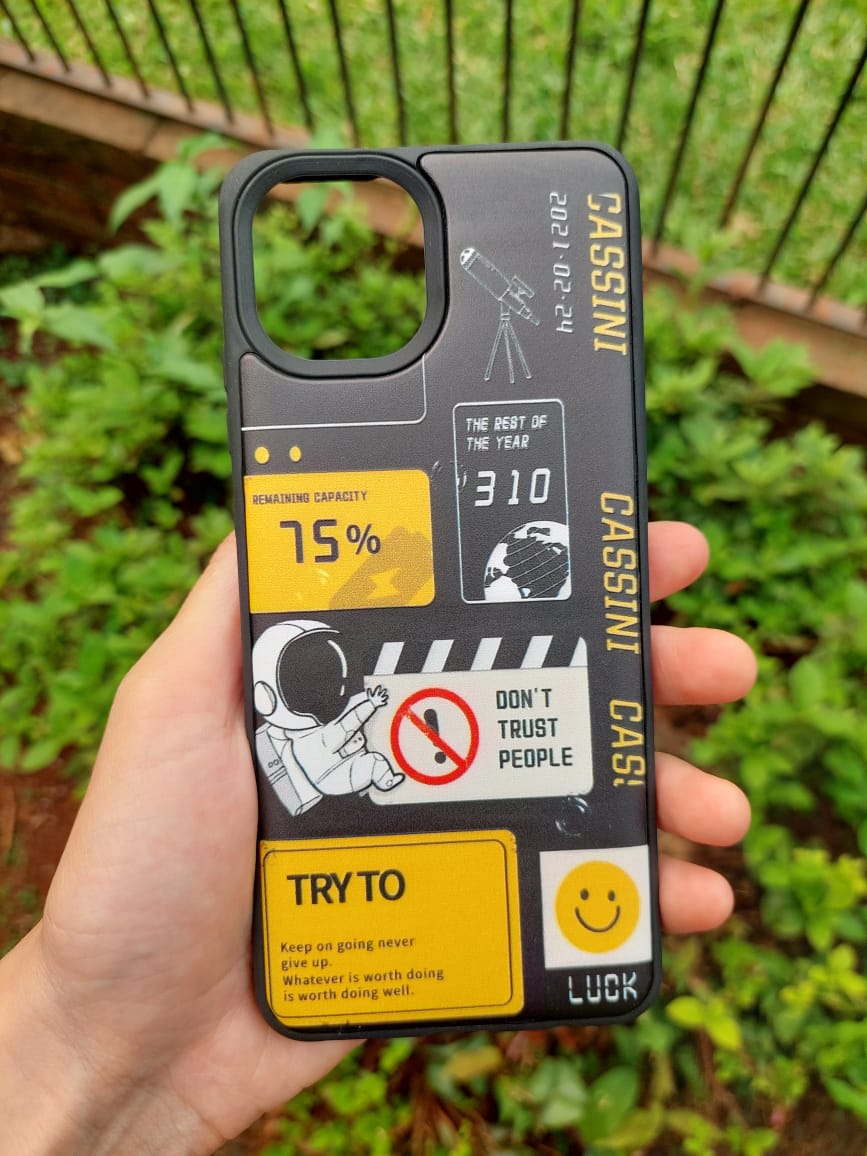 CASSINI
2021.02.24
THE REST OF
THE YEAR
310
REMAINING CAPACITY
75%
CASSINI
DON'T
TRUST
PEOPLE
CASI
TRY TO
Keep on going never
give up.
Whatever is worth doing
is worth doing well.
LUCK